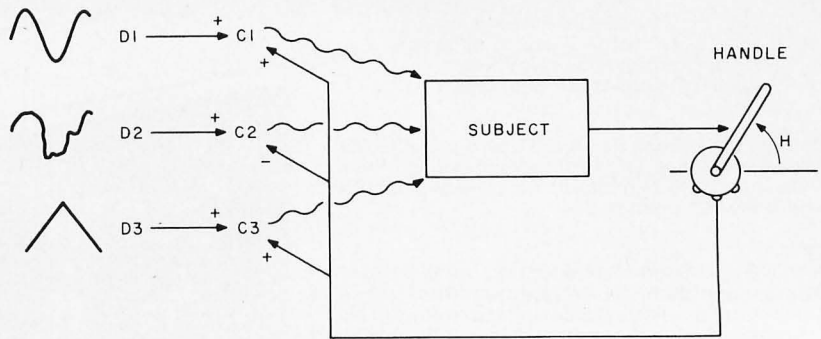 D1 + C1
+
HANDLE
D2 + C2
−
SUBJECT
H
D3 + C3
+